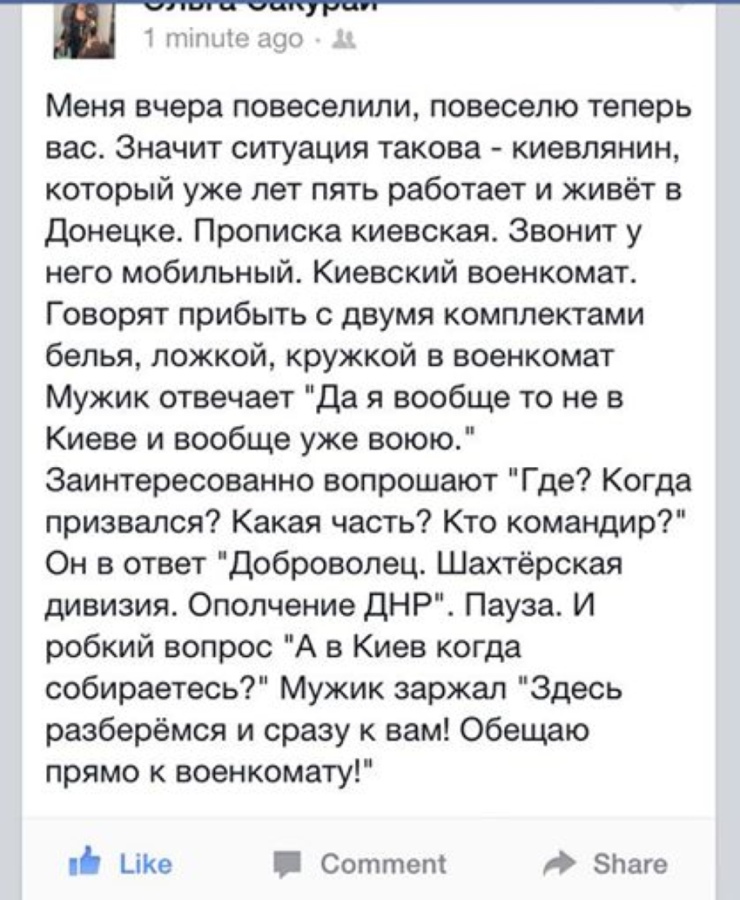 Ольга Сакурай
1 minute ago ·
Меня вчера повеселили, повеселю теперь
вас. Значит ситуация такова - киевлянин,
который уже лет пять работает и живёт в
Донецке. Прописка киевская. Звонит у
него мобильный. Киевский военкомат.
Говорят прибыть с двумя комплектами
белья, ложкой, кружкой в военкомат
Мужик отвечает "Да я вообще то не в
Киеве и вообще уже воюю."
Заинтересованно вопрошают "Где? Когда
призвался? Какая часть? Кто командир?"
Он в ответ "Доброволец. Шахтёрская
дивизия. Ополчение ДНР". Пауза. И
робкий вопрос "А в Киев когда
собираетесь?" Мужик заржал "Здесь
разберёмся и сразу к вам! Обещаю
прямо к военкомату!"
Like Comment Share